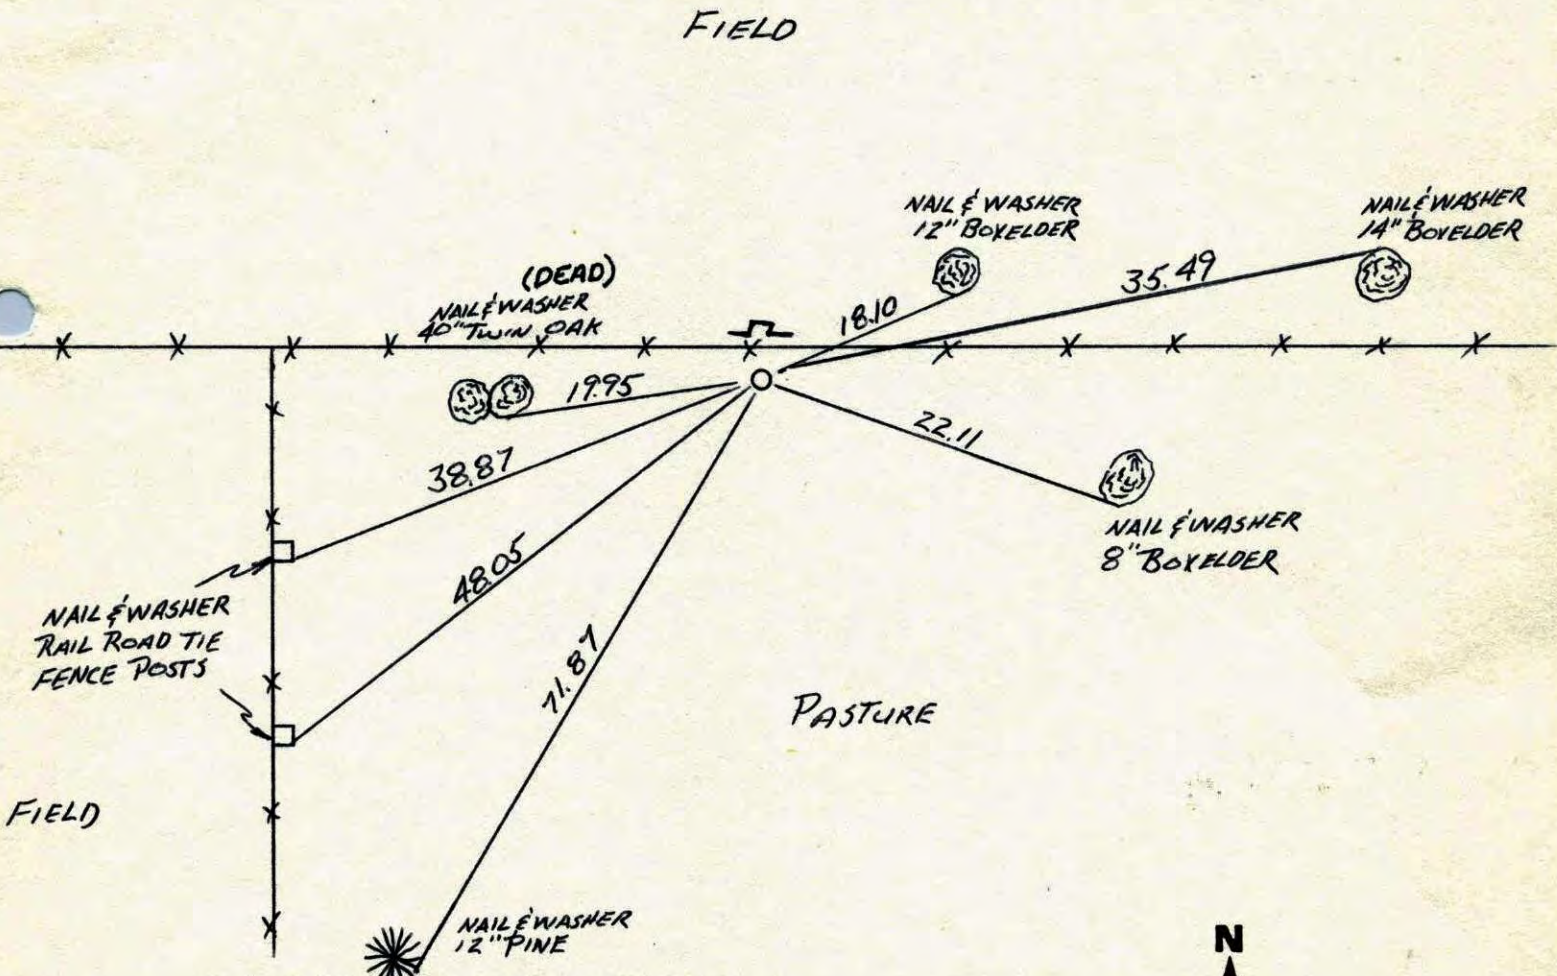 FIELD
NAIL & WASHER
12" BOXELDER
NAIL & WASHER
14" BOXELDER
(DEAD)
NAIL & WASHER
40" TWIN OAK
18.10
35.49
19.95
38.87
22.11
NAIL & WASHER
8" BOXELDER
48.05
NAIL & WASHER
RAIL ROAD TIE
FENCE POSTS
71.87
PASTURE
FIELD
NAIL & WASHER
12" PINE
N